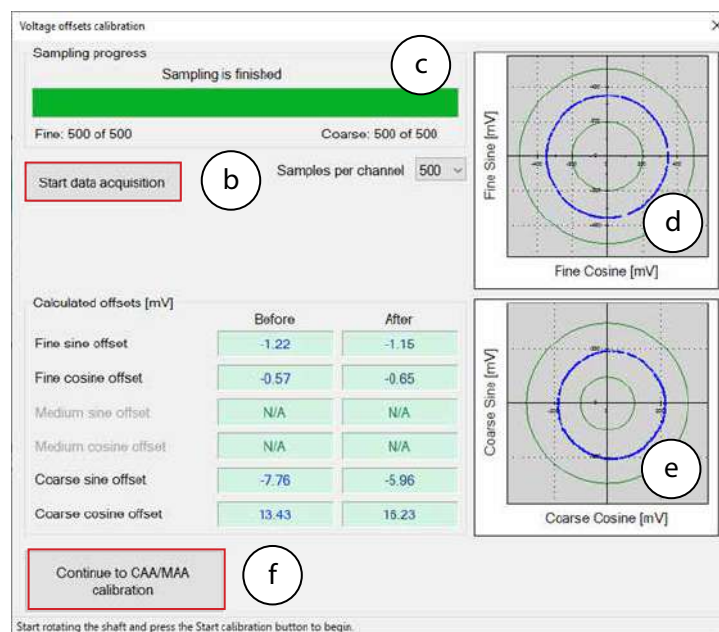 Voltage offsets calibration
Sampling progress
Sampling is finished
c
Fine: 500 of 500 Coarse: 500 of 500
Start data acquisition
b
Samples per channel 500
Fine Sine [mV]
d
Fine Cosine [mV]
Calculated offsets [mV]
Before After
Fine sine offset -1.22 -1.15
Fine cosine offset -0.57 -0.65
Medium sine offset N/A N/A
Medium cosine offset N/A N/A
Coarse sine offset -7.76 -5.96
Coarse cosine offset 13.43 15.23
Coarse Sine [mV]
e
Coarse Cosine [mV]
Continue to CAA/MAA
calibration
f
Start rotating the shaft and press the Start calibration button to begin.